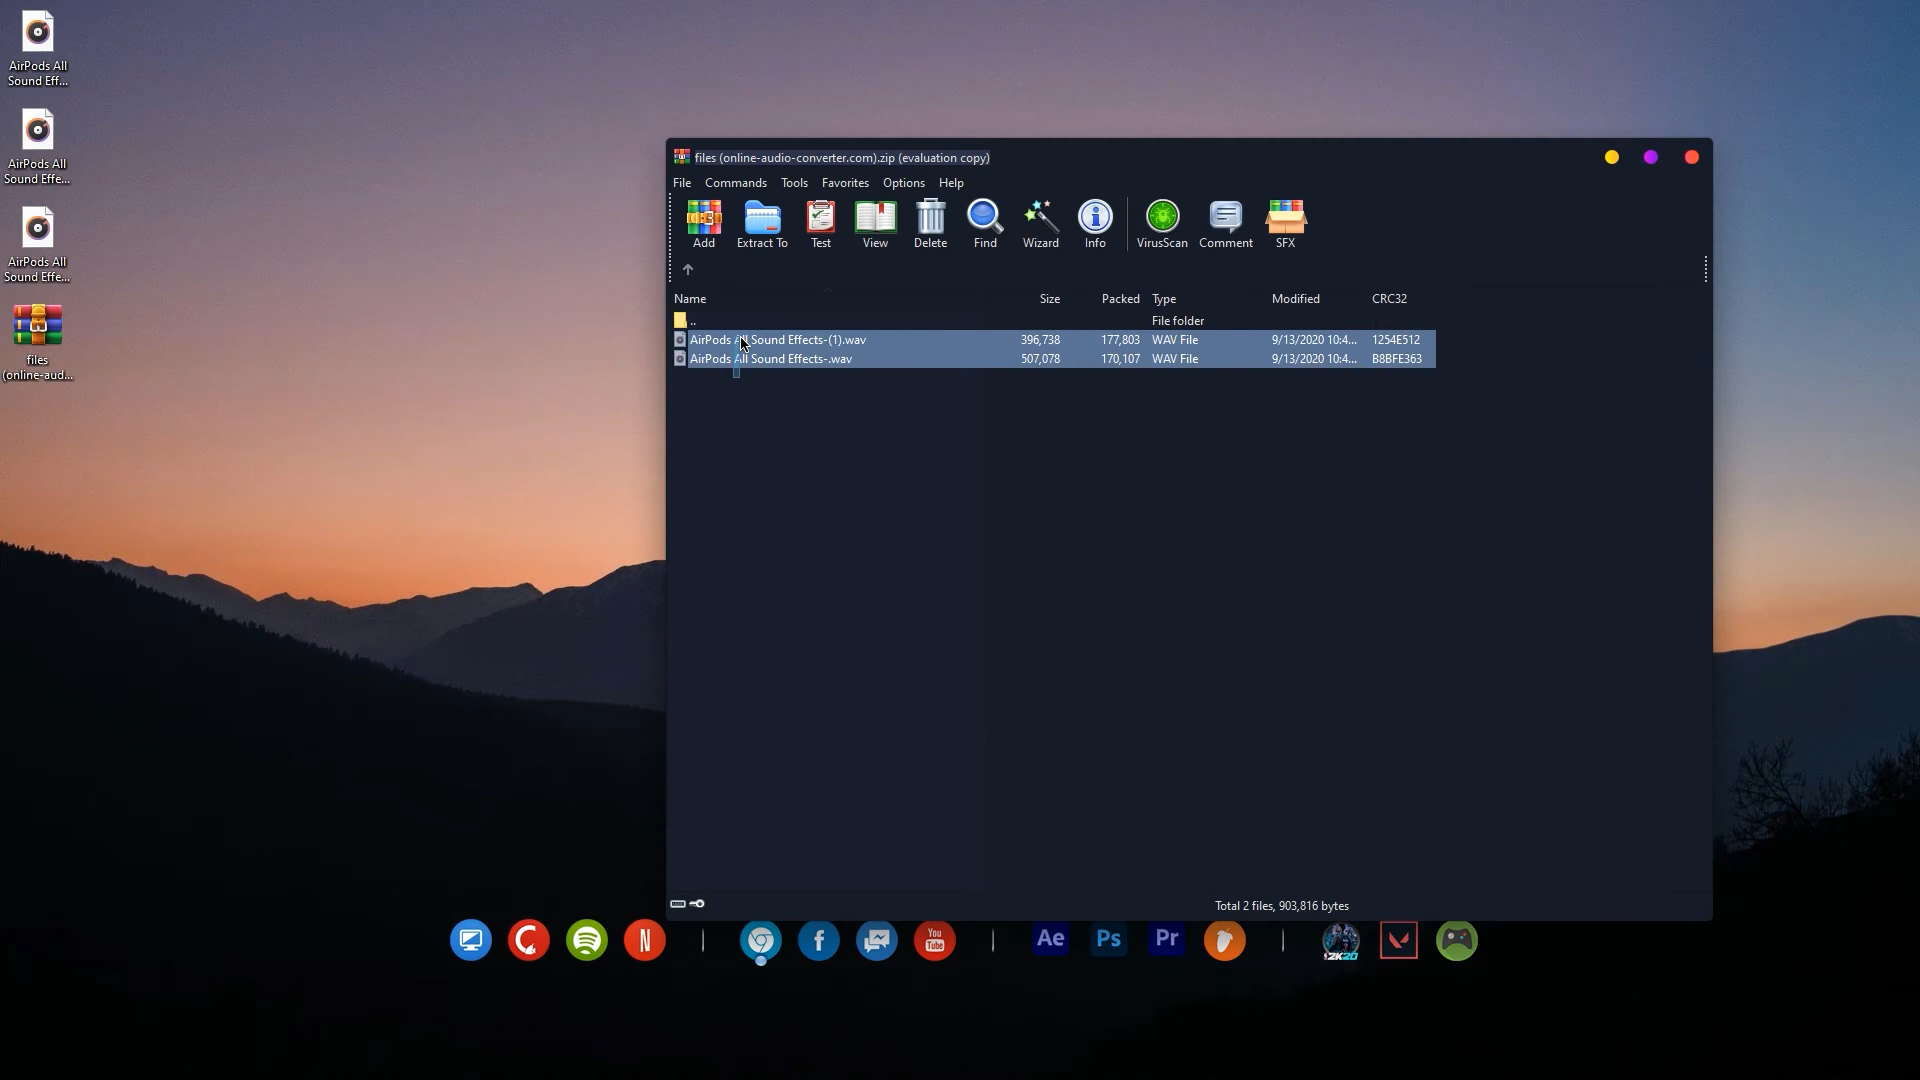 AirPods All
Sound Eff...
AirPods All
Sound Effe...
AirPods All
Sound Effe...
files
(online-aud...
files (online-audio-converter.com).zip (evaluation copy)
File Commands Tools Favorites Options Help
Add Extract To Test View Delete Find Wizard Info VirusScan Comment SFX
Name Size Packed Type Modified CRC32
.. File folder
AirPods All Sound Effects-(1).wav 396,738 177,803 WAV File 9/13/2020 10:4... 1254E512
AirPods All Sound Effects-.wav 507,078 170,107 WAV File 9/13/2020 10:4... B8BFE363
Total 2 files, 903,816 bytes
N f You Tube Ae Ps Pr 2K20